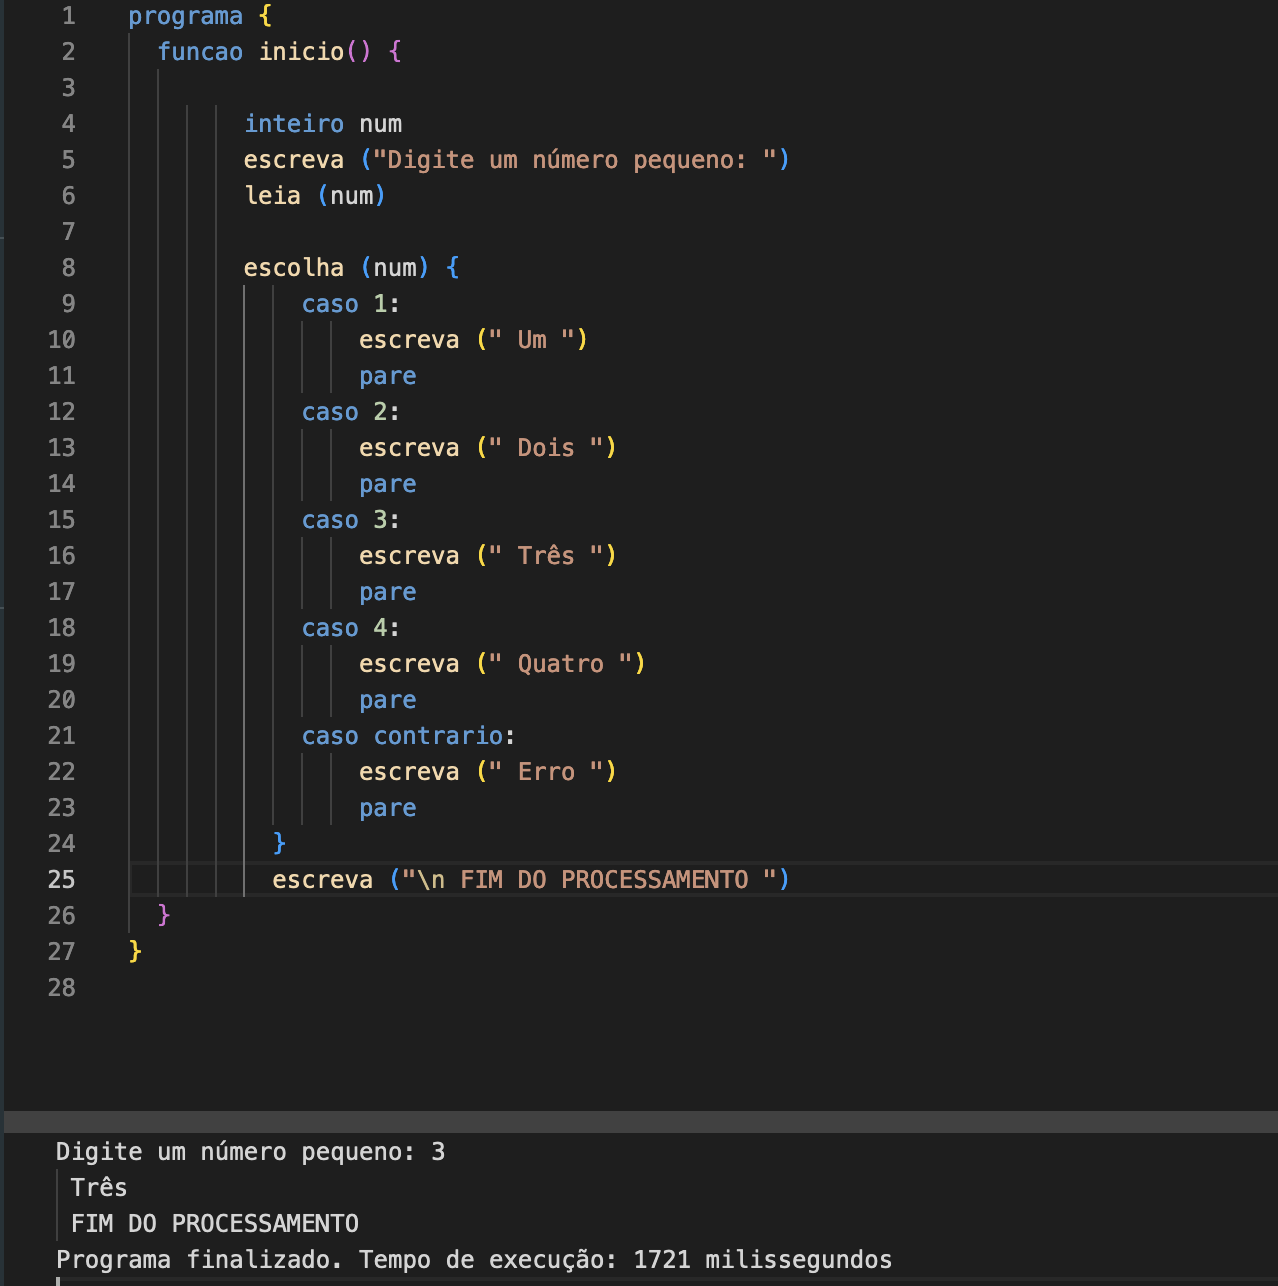 1 programa {
2 funcao inicio() {
3
4 inteiro num
5 escreva ("Digite um número pequeno: ")
6 leia (num)
7
8 escolha (num) {
9 caso 1:
10 escreva (" Um ")
11 pare
12 caso 2:
13 escreva (" Dois ")
14 pare
15 caso 3:
16 escreva (" Três ")
17 pare
18 caso 4:
19 escreva (" Quatro ")
20 pare
21 caso contrario:
22 escreva (" Erro ")
23 pare
24 }
25 escreva ("\n FIM DO PROCESSAMENTO ")
26 }
27 }
28
Digite um número pequeno: 3
Três
FIM DO PROCESSAMENTO
Programa finalizado. Tempo de execução: 1721 milissegundos